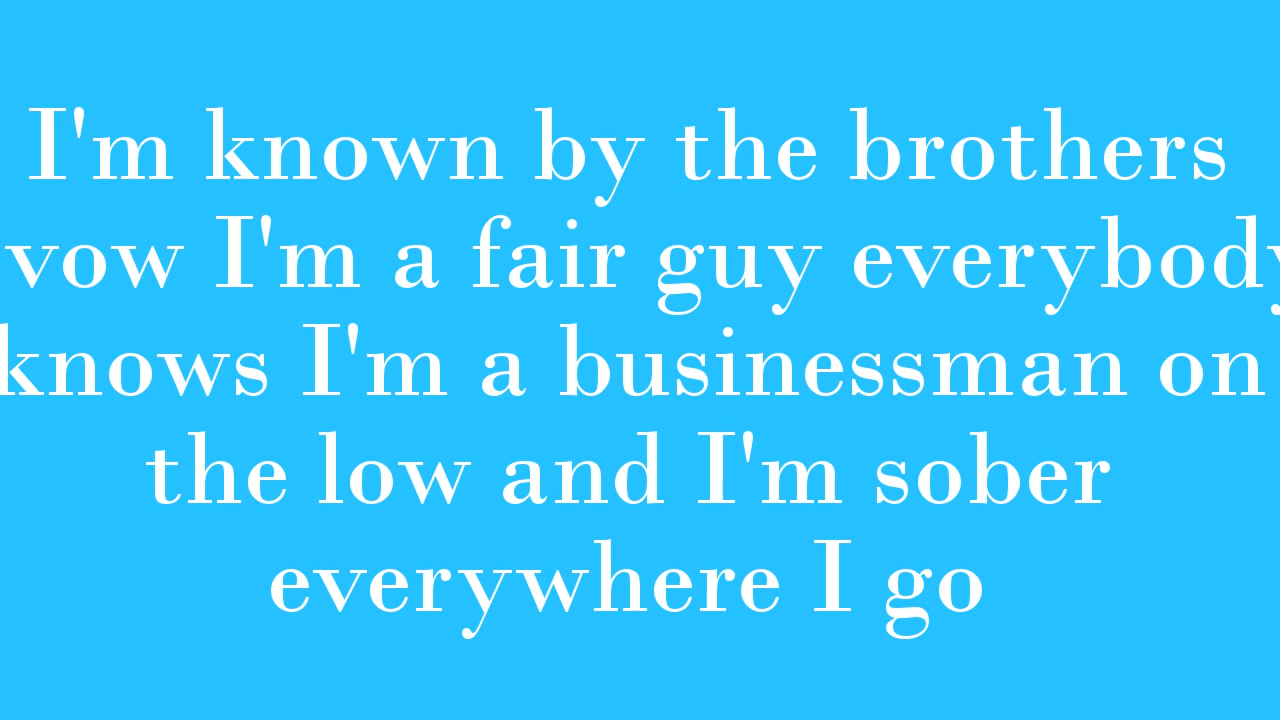 I'm known by the brothers
vow I'm a fair guy everybody
knows I'm a businessman on
the low and I'm sober
everywhere I go